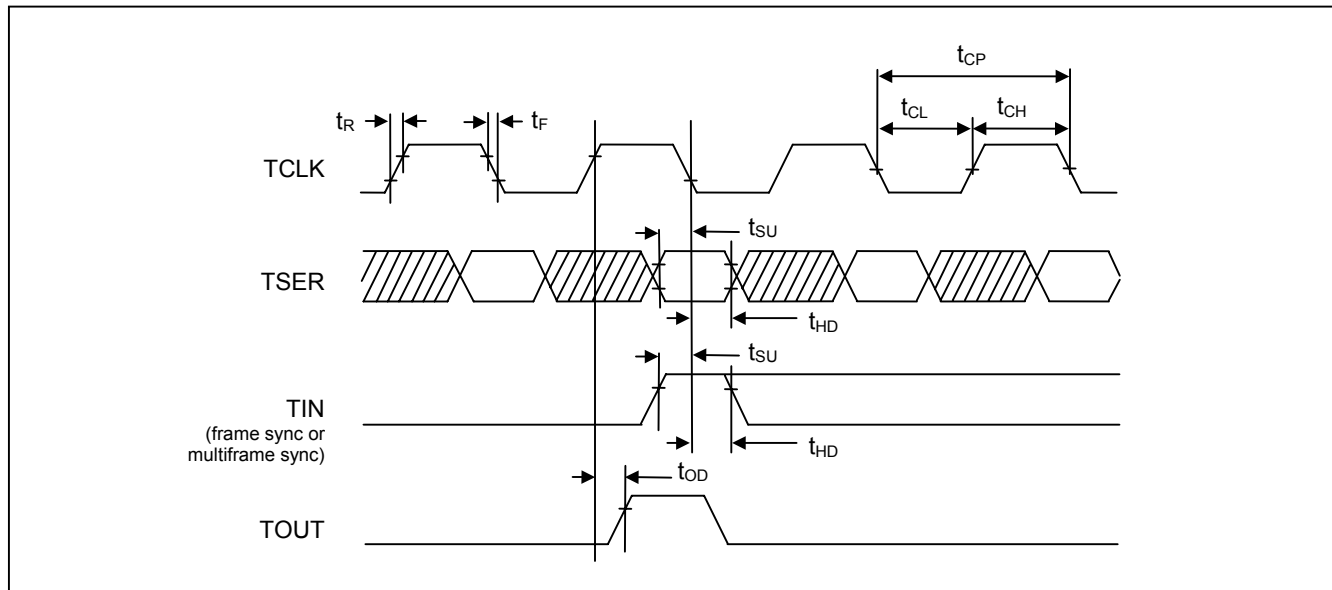 tCP
tCL tCH
tR tF
TCLK
tSU
TSER
tHD
tSU
TIN
(frame sync or
multiframe sync)
tHD
tOD
TOUT